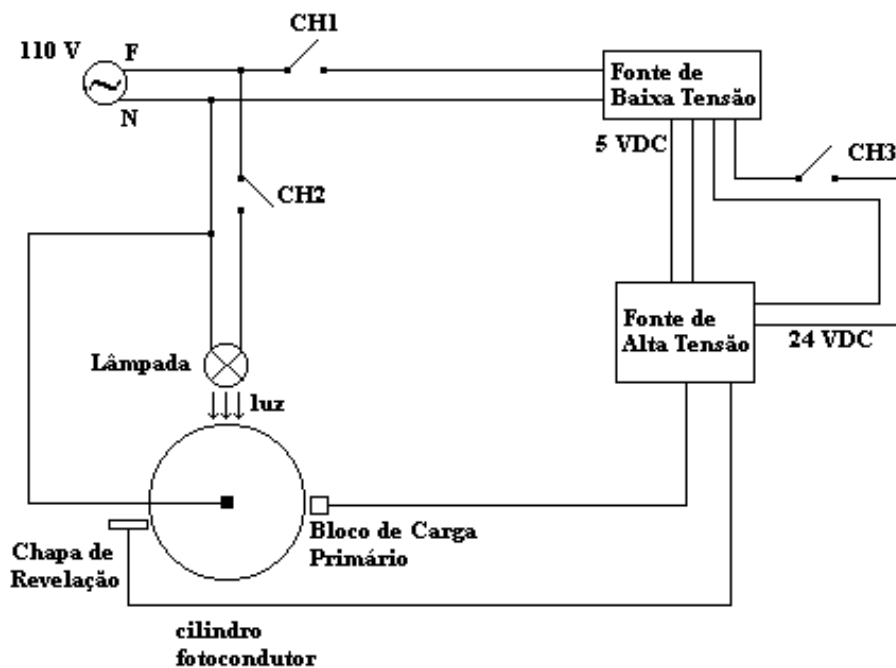 CH1
110 V
F
N
Fonte de
Baixa Tensão
5 VDC
CH3
CH2
Fonte de
Alta Tensão
24 VDC
Lâmpada
luz
Bloco de Carga
Primário
Chapa de
Revelação
cilindro
fotocondutor